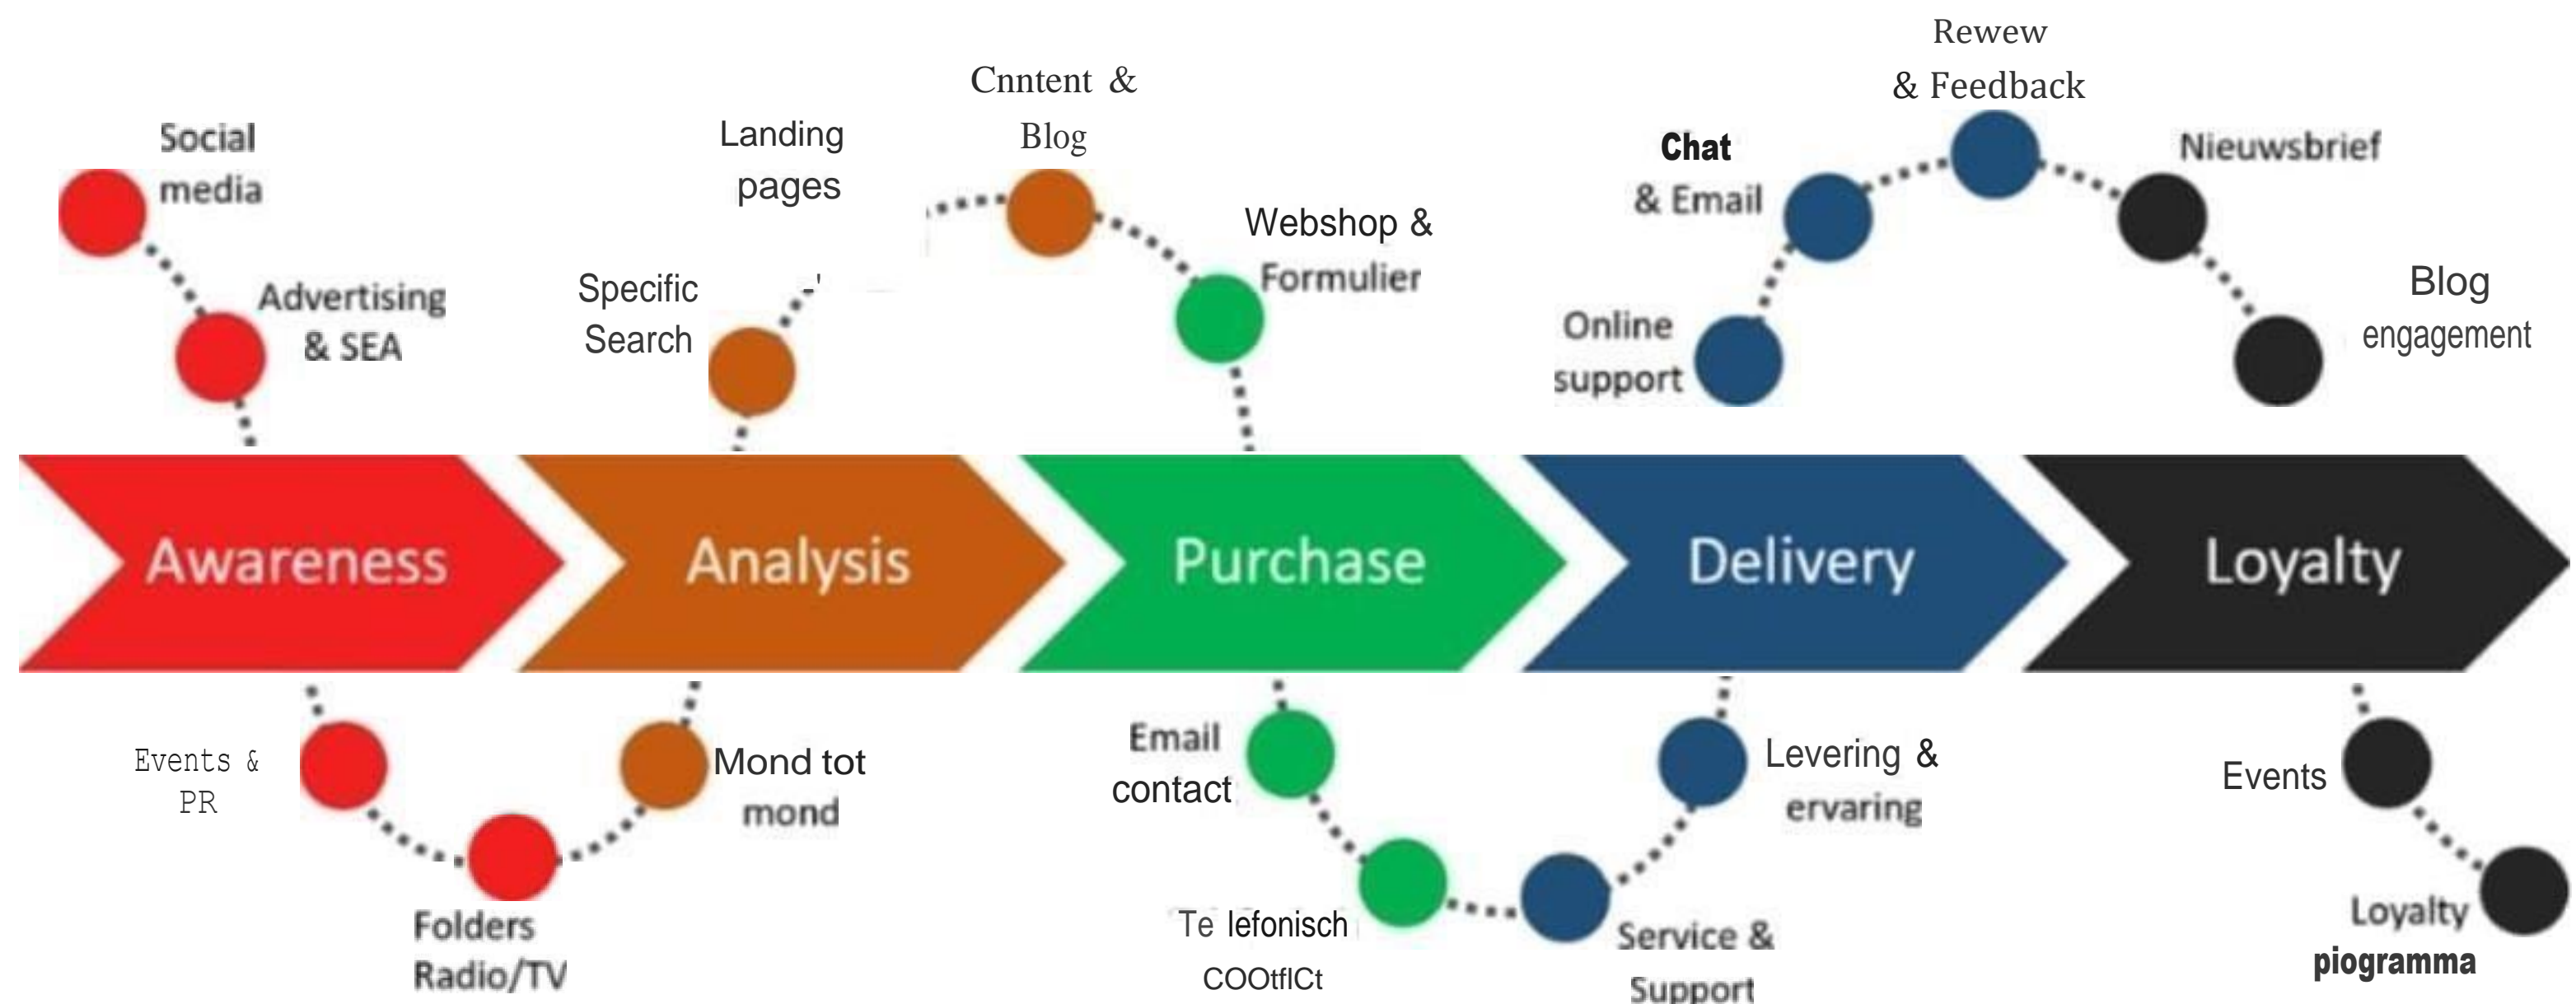 Social
media
Advertising
& SEA
Specific
Search
Landing
pages
Cnntent &
Blog
Webshop &
Formulier
Online
support
Chat
& Email
Rewew
& Feedback
Nieuwsbrief
Blog
engagement
Awareness
Analysis
Purchase
Delivery
Loyalty
Events &
PR
Folders
Radio/TV
Mond tot
mond
Email
contact
Te lefonisch
COOtflCt
Service &
Support
Levering &
ervaring
Events
Loyalty
piogramma